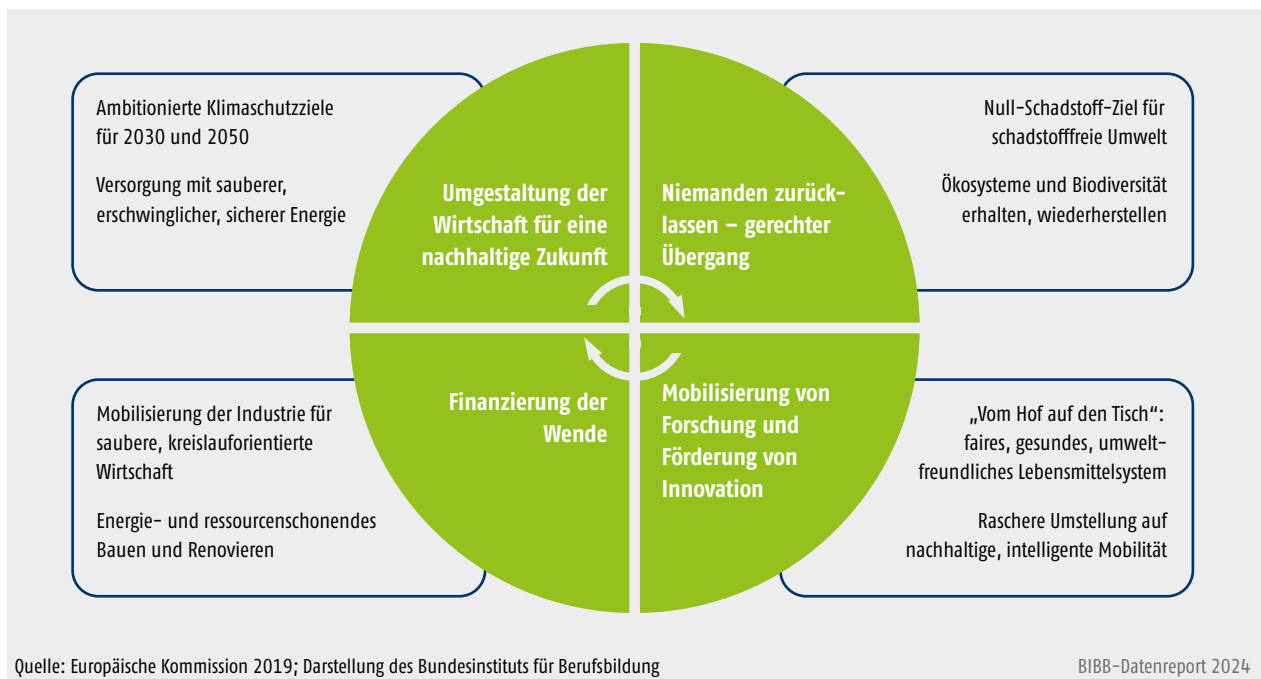 Ambitionierte Klimaschutzziele
für 2030 und 2050
Versorgung mit sauberer,
erschwinglicher, sicherer Energie
Umgestaltung der
Wirtschaft für eine
nachhaltige Zukunft
Niemanden zurück-
lassen – gerechter
Übergang
Null-Schadstoff-Ziel für
schadstofffreie Umwelt
Ökosysteme und Biodiversität
erhalten, wiederherstellen
Mobilisierung der Industrie für
saubere, kreislauforientierte
Wirtschaft
Energie- und ressourcenschonendes
Bauen und Renovieren
Finanzierung der
Wende
Mobilisierung von
Forschung und
Förderung von
Innovation
„Vom Hof auf den Tisch“:
faires, gesundes, umwelt-
freundliches Lebensmittelsystem
Raschere Umstellung auf
nachhaltige, intelligente Mobilität
Quelle: Europäische Kommission 2019; Darstellung des Bundesinstituts für Berufsbildung
BIBB-Datenreport 2024